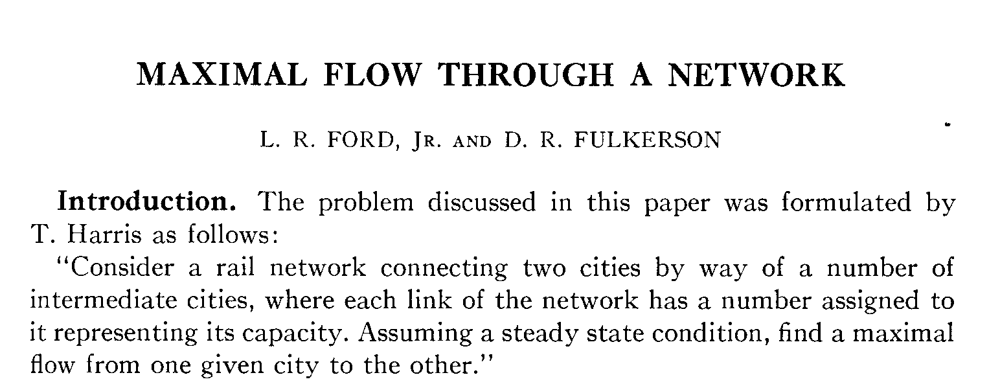 MAXIMAL FLOW THROUGH A NETWORK
L. R. FORD, JR. AND D. R. FULKERSON
Introduction. The problem discussed in this paper was formulated by
T. Harris as follows:
"Consider a rail network connecting two cities by way of a number of
intermediate cities, where each link of the network has a number assigned to
it representing its capacity. Assuming a steady state condition, find a maximal
flow from one given city to the other."